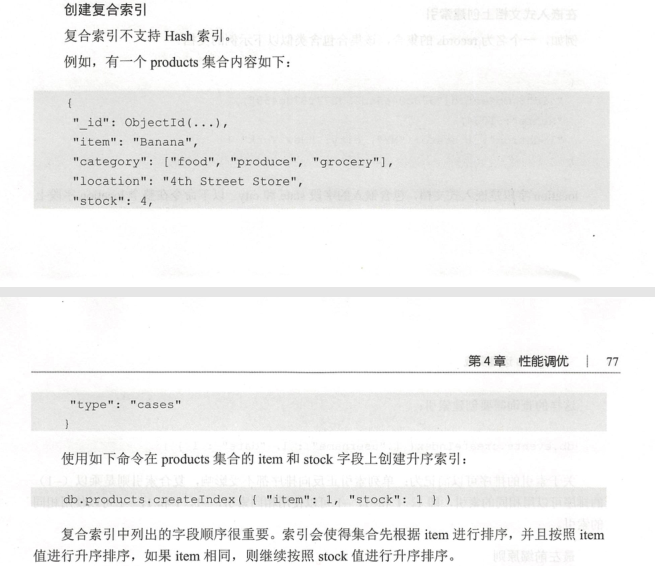 创建复合索引
复合索引不支持 Hash 索引。
例如，有一个 products 集合内容如下：
{
"_id": ObjectId(...),
"item": "Banana",
"category": ["food", "produce", "grocery"],
"location": "4th Street Store",
"stock": 4,
第 4 章 性能调优 | 77
"type": "cases"
}
使用如下命令在 products 集合的 item 和 stock 字段上创建升序索引：
db.products.createIndex( { "item": 1, "stock": 1 } )
复合索引中列出的字段顺序很重要。索引会使得集合先根据 item 进行排序，并且按照 item
值进行升序排序，如果 item 相同，则继续按照 stock 值进行升序排序。